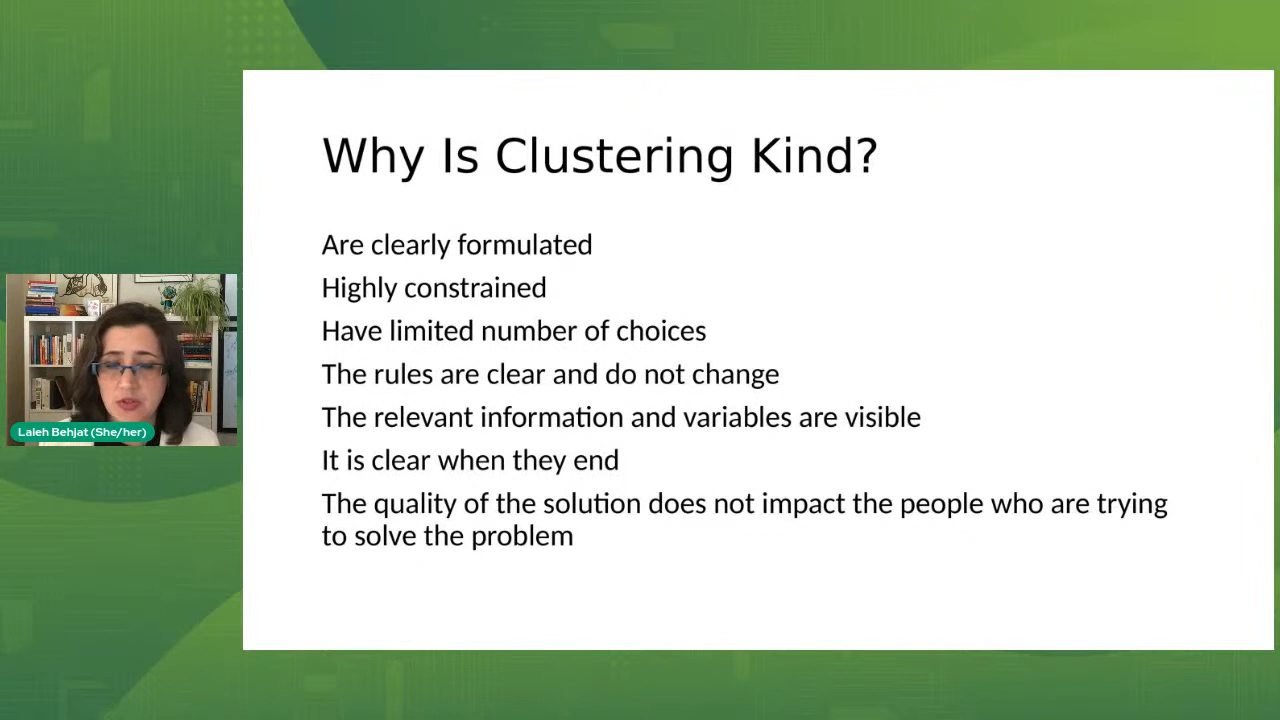 Why Is Clustering Kind?
Are clearly formulated
Highly constrained
Have limited number of choices
The rules are clear and do not change
The relevant information and variables are visible
It is clear when they end
The quality of the solution does not impact the people who are trying
to solve the problem
Laleh Behjat (She/her)